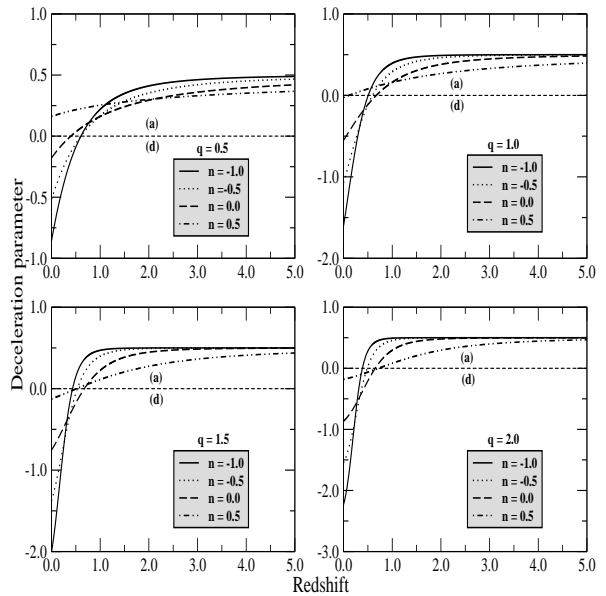 1.0
0.5
0.0
-0.5
-1.0
0.0 1.0 2.0 3.0 4.0 5.0
(a)
(d)
q = 0.5
n = -1.0
n =-0.5
n = 0.0
n = 0.5
1.0
0.0
-1.0
-2.0
0.0 1.0 2.0 3.0 4.0 5.0
(a)
(d)
q = 1.0
n = -1.0
n =-0.5
n = 0.0
n = 0.5
Deceleration parameter
1.0
0.0
-1.0
-2.0
0.0 1.0 2.0 3.0 4.0 5.0
(a)
(d)
q = 1.5
n = -1.0
n = -0.5
n = 0.0
n = 0.5
1.0
0.0
-1.0
-2.0
-3.0
0.0 1.0 2.0 3.0 4.0 5.0
(a)
(d)
q = 2.0
n = -1.0
n = -0.5
n = 0.0
n = 0.5
Redshift